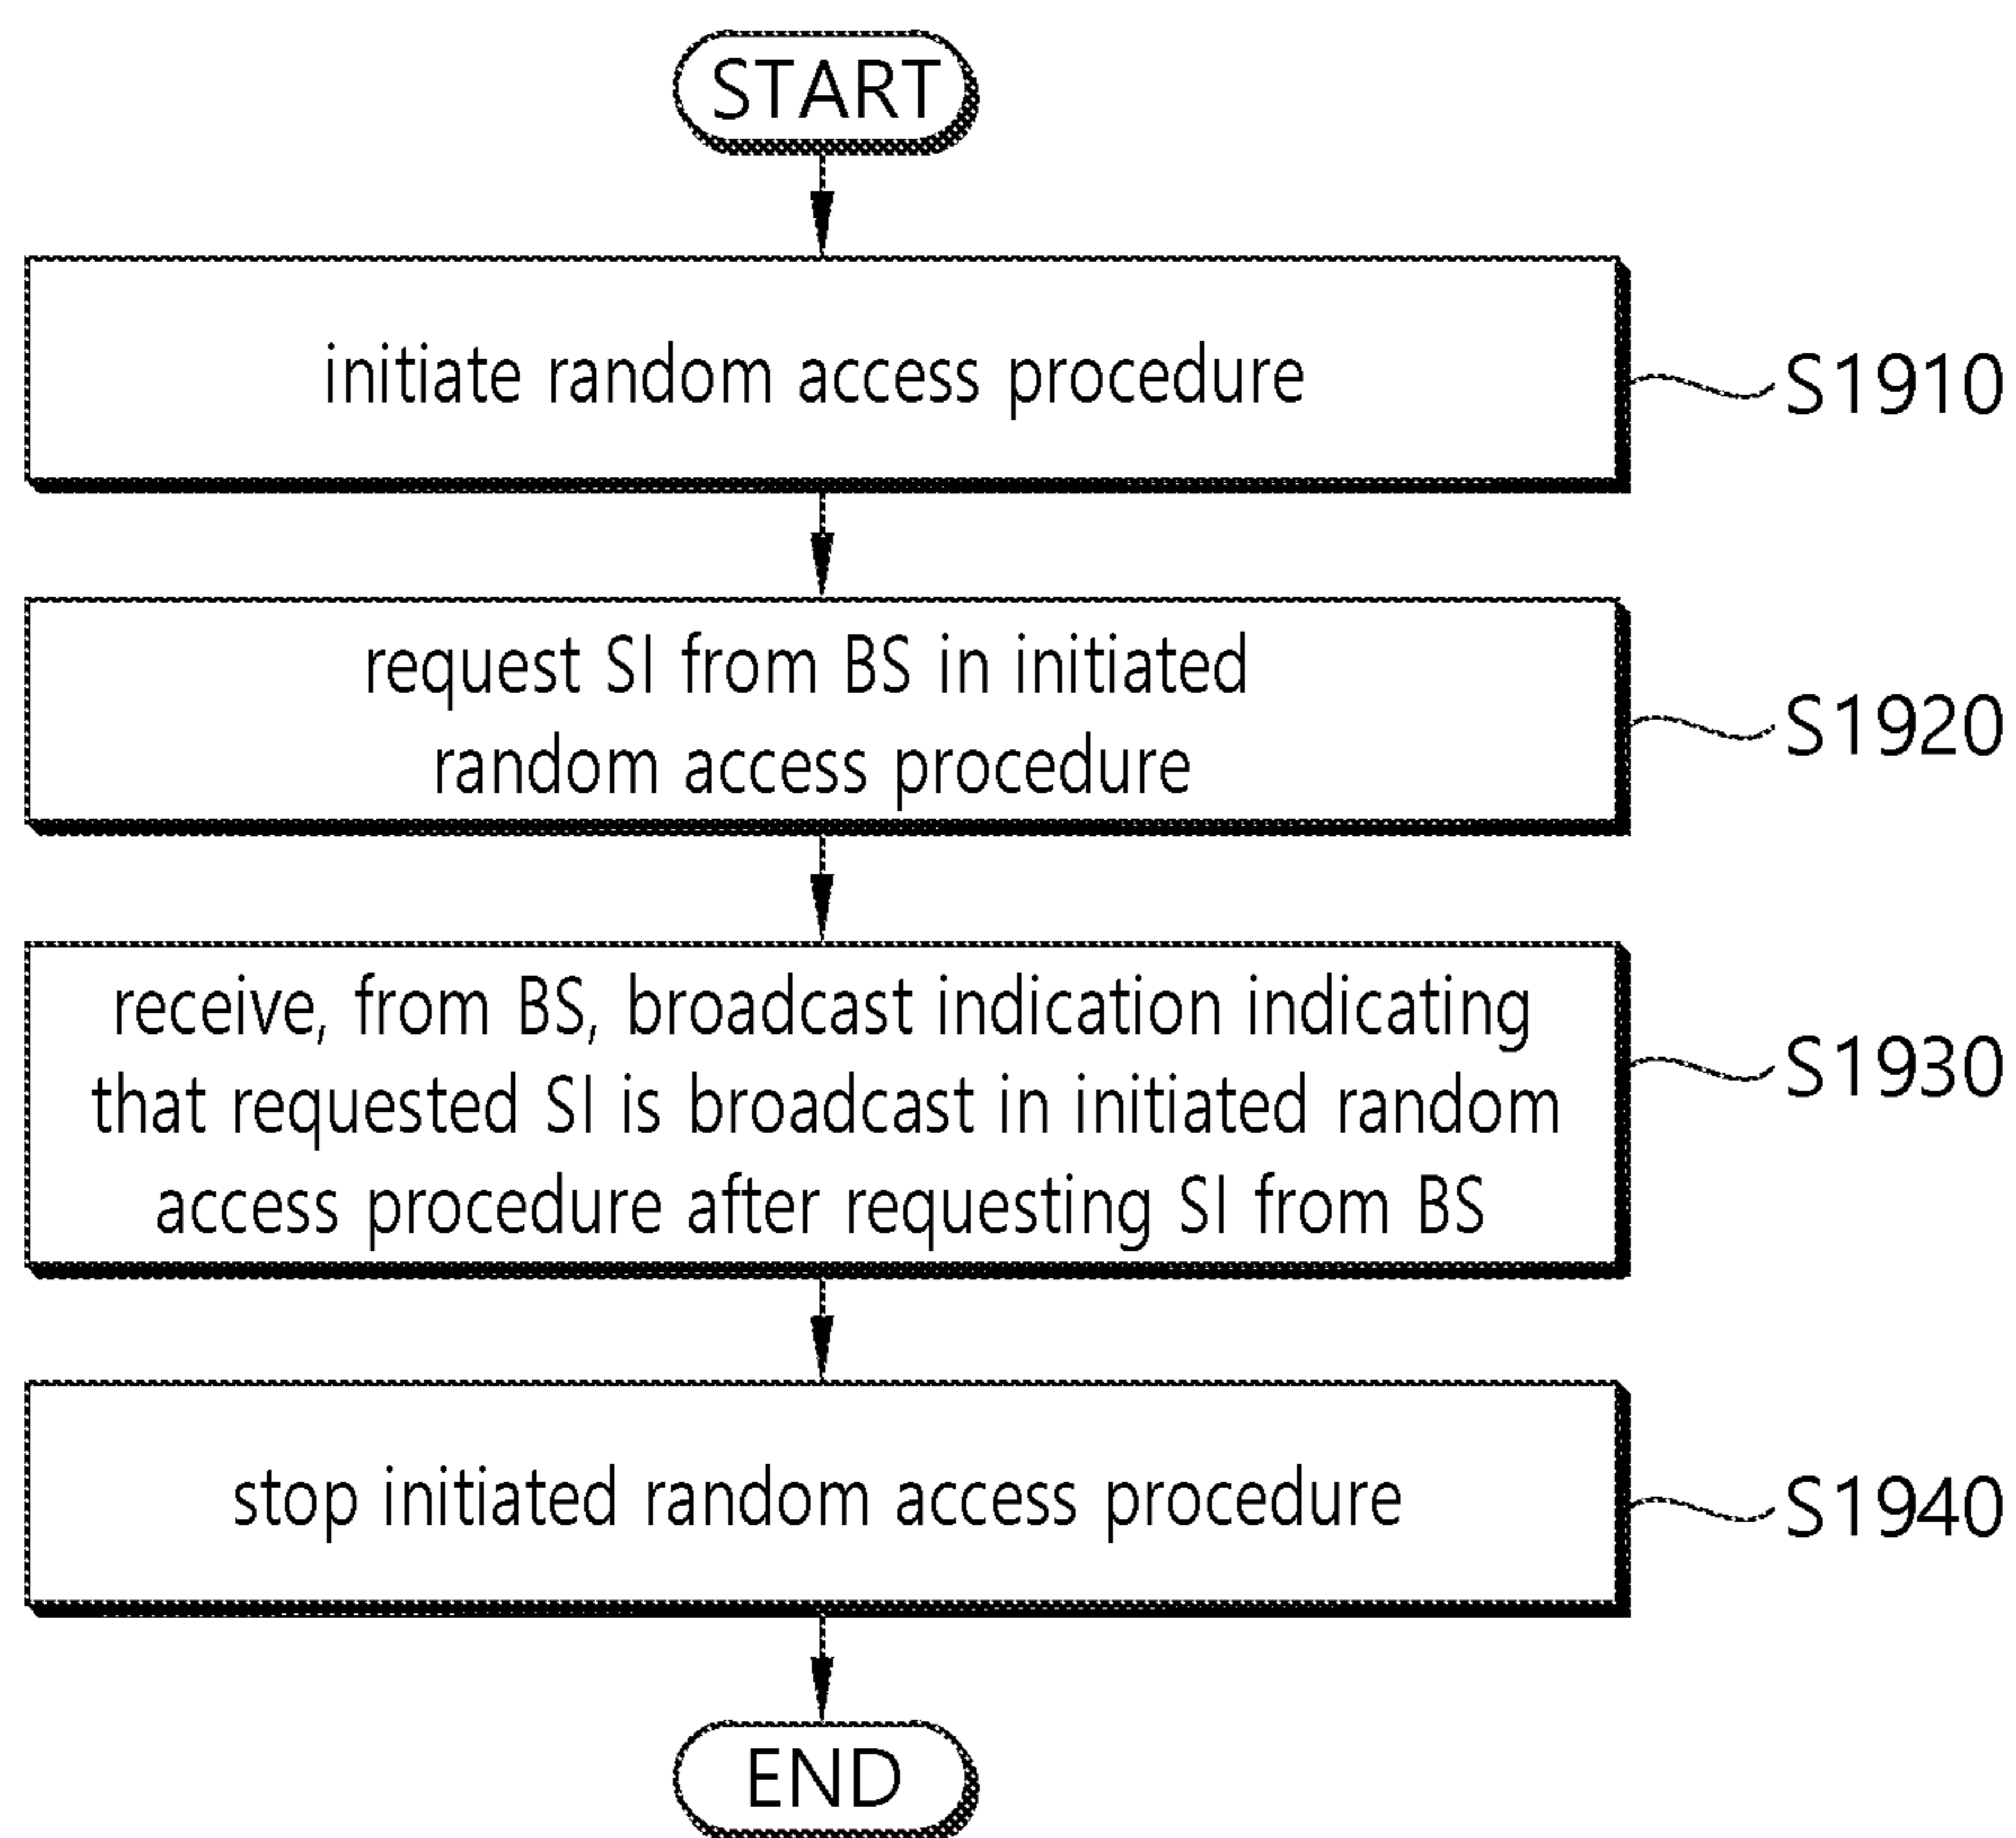 START
initiate random access procedure
S1910
request SI from BS in initiated
random access procedure
S1920
receive, from BS, broadcast indication indicating
that requested SI is broadcast in initiated random
access procedure after requesting SI from BS
S1930
stop initiated random access procedure
S1940
END